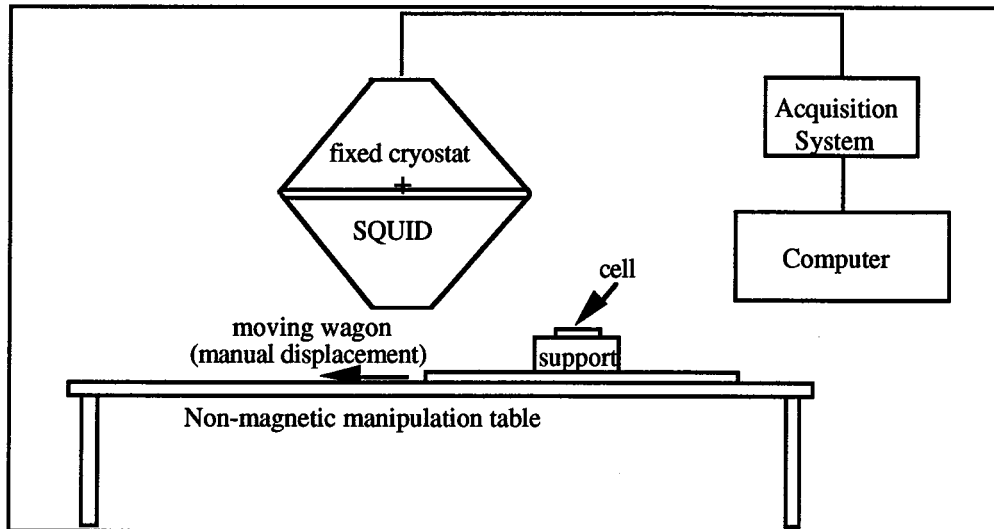 fixed cryostat
SQUID
Acquisition
System
Computer
cell
moving wagon
(manual displacement)
support
Non-magnetic manipulation table